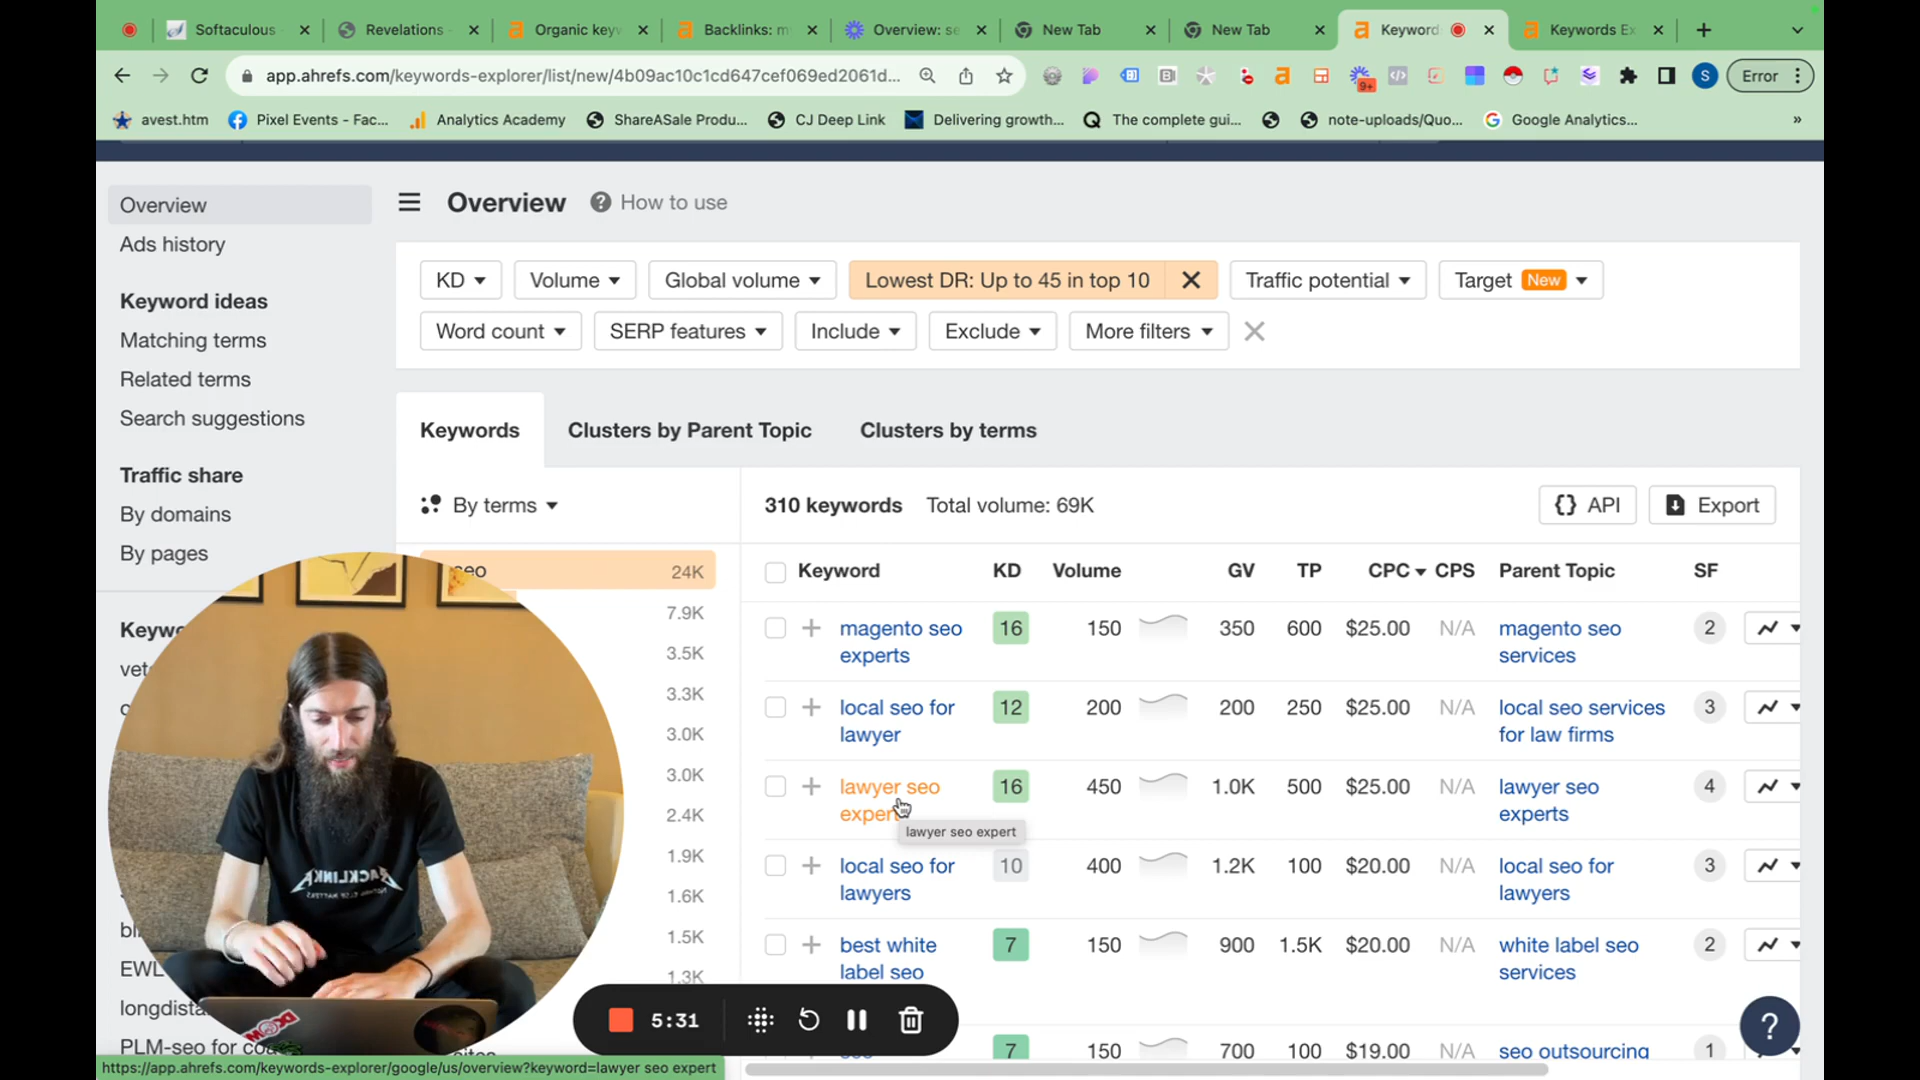 Softaculous
Revelations -
Organic keyw
Backlinks: m
Overview: se
New Tab
New Tab
Keyword
Keywords Ex
app.ahrefs.com/keywords-explorer/list/new/4b09ac10c1cd647cef069ed2061d...
9+
S
Error
avest.htm
Pixel Events - Fac...
Analytics Academy
ShareASale Produ...
CJ Deep Link
Delivering growth...
The complete gui...
note-uploads/Quo...
Google Analytics...
»
Overview
Ads history
Keyword ideas
Matching terms
Related terms
Search suggestions
Traffic share
By domains
By pages
Keyw
vet
bl
EWL
longdista
PLM-seo for coa
Overview
How to use
KD
Volume
Global volume
Lowest DR: Up to 45 in top 10
Traffic potential
Target New
Word count
SERP features
Include
Exclude
More filters
Keywords
Clusters by Parent Topic
Clusters by terms
By terms
310 keywords Total volume: 69K
API
Export
seo 24K
7.9K
3.5K
3.3K
3.0K
3.0K
2.4K
1.9K
1.6K
1.5K
1.3K
Keyword KD Volume GV TP CPC CPS Parent Topic SF
magento seo experts 16 150 350 600 $25.00 N/A magento seo services 2
local seo for lawyer 12 200 200 250 $25.00 N/A local seo services for law firms 3
lawyer seo expert 16 450 1.0K 500 $25.00 N/A lawyer seo experts 4
lawyer seo expert
local seo for lawyers 10 400 1.2K 100 $20.00 N/A local seo for lawyers 3
best white label seo 7 150 900 1.5K $20.00 N/A white label seo services 2
7 150 700 100 $19.00 N/A seo outsourcing 1
BACKLINKA
5:31
?
https://app.ahrefs.com/keywords-explorer/google/us/overview?keyword=lawyer seo expert